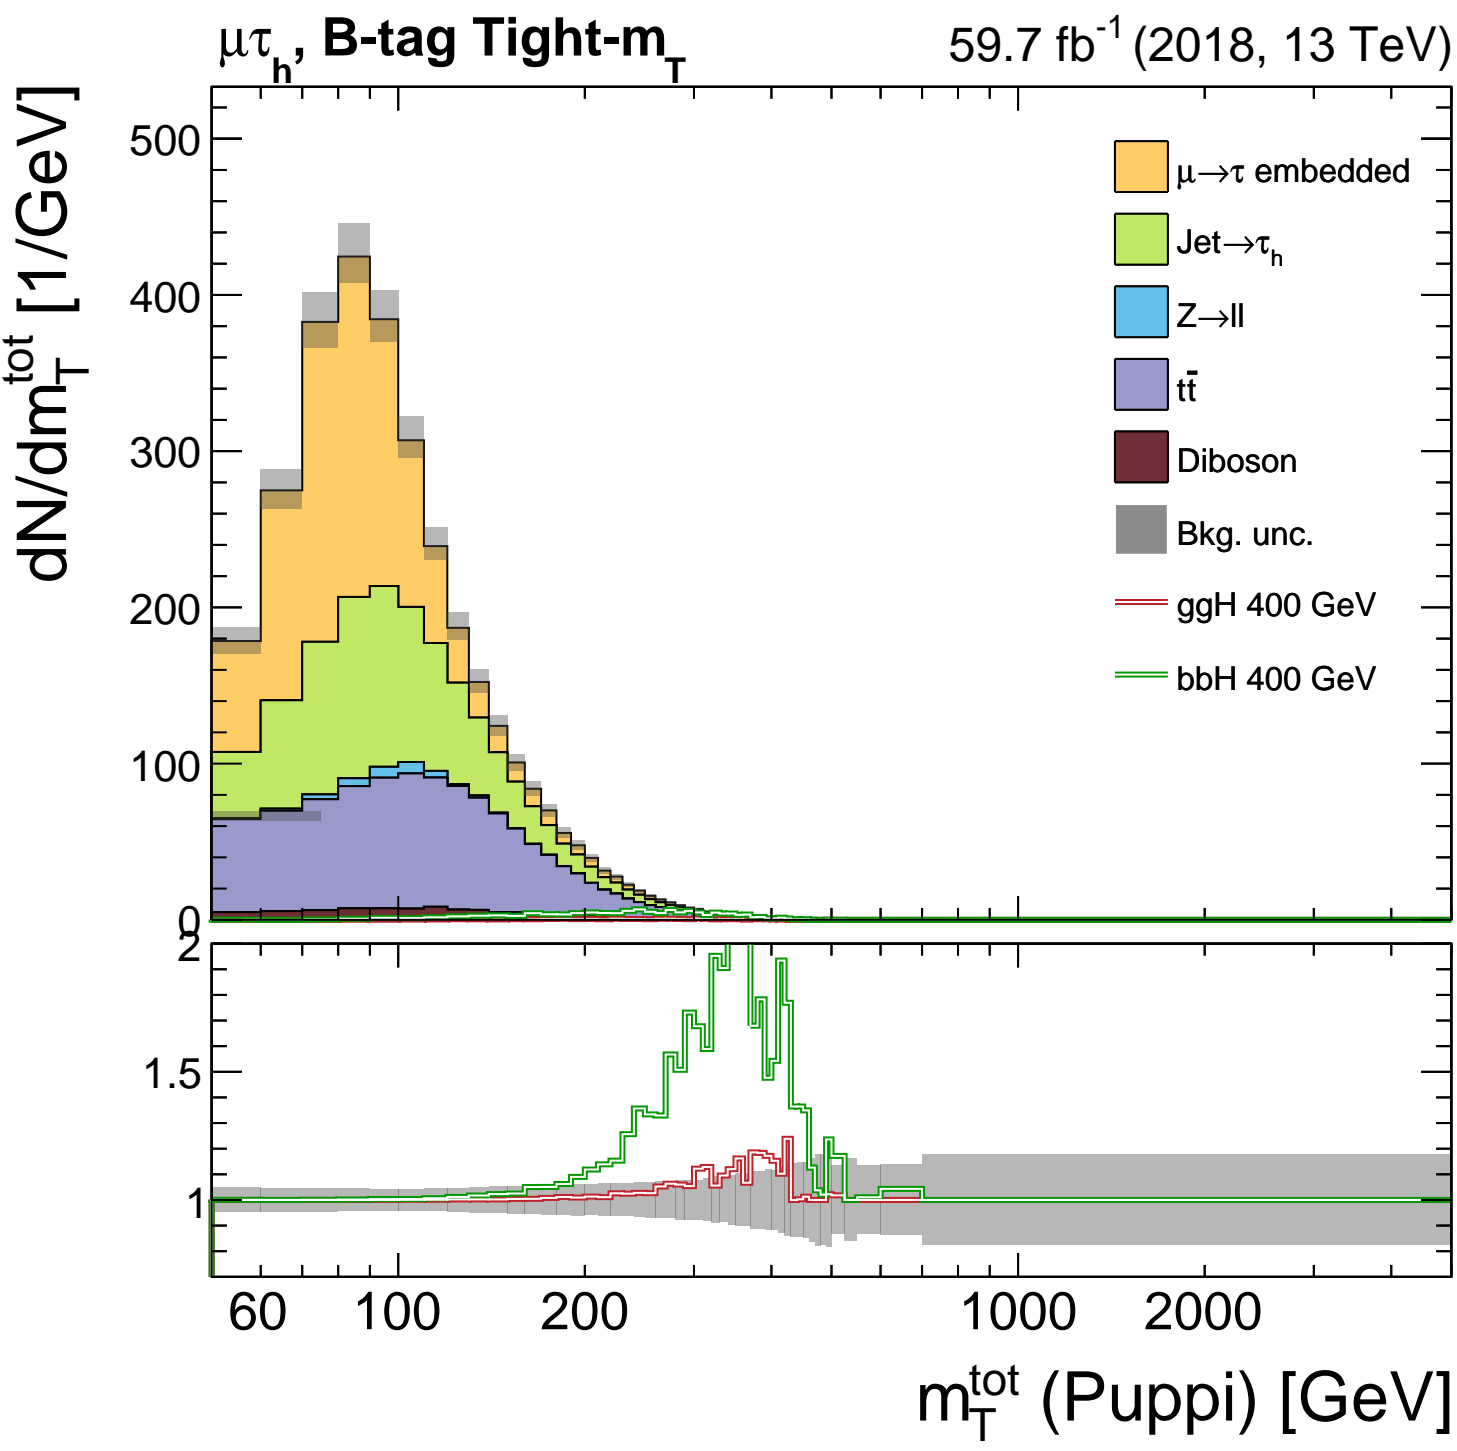 μτh, B-tag Tight-mT
59.7 fb-1 (2018, 13 TeV)
dN/dmTtot [1/GeV]
500
400
300
200
100
0
μ→τ embedded
Jet→τh
Z→ll
tt̄
Diboson
Bkg. unc.
ggH 400 GeV
bbH 400 GeV
2
1.5
1
60 100 200 1000 2000
mTtot (Puppi) [GeV]